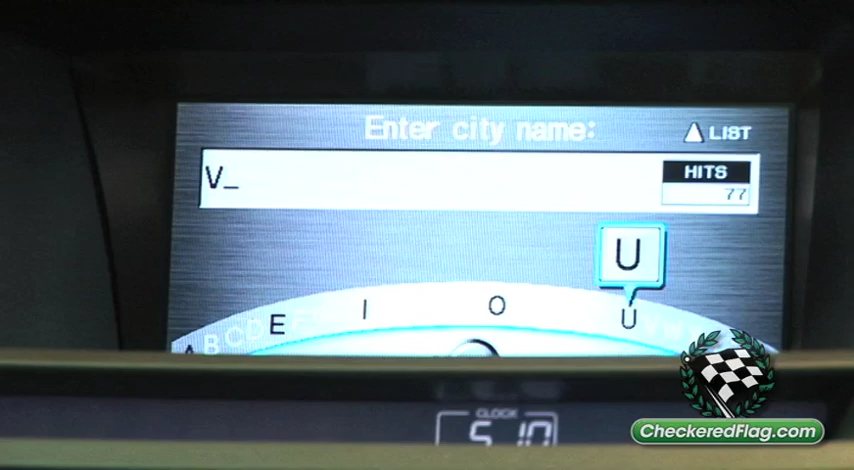 Enter city name:
LIST
V_
HITS
77
U
A B C D E I O U
CLOCK
5 10
CheckeredFlag.com